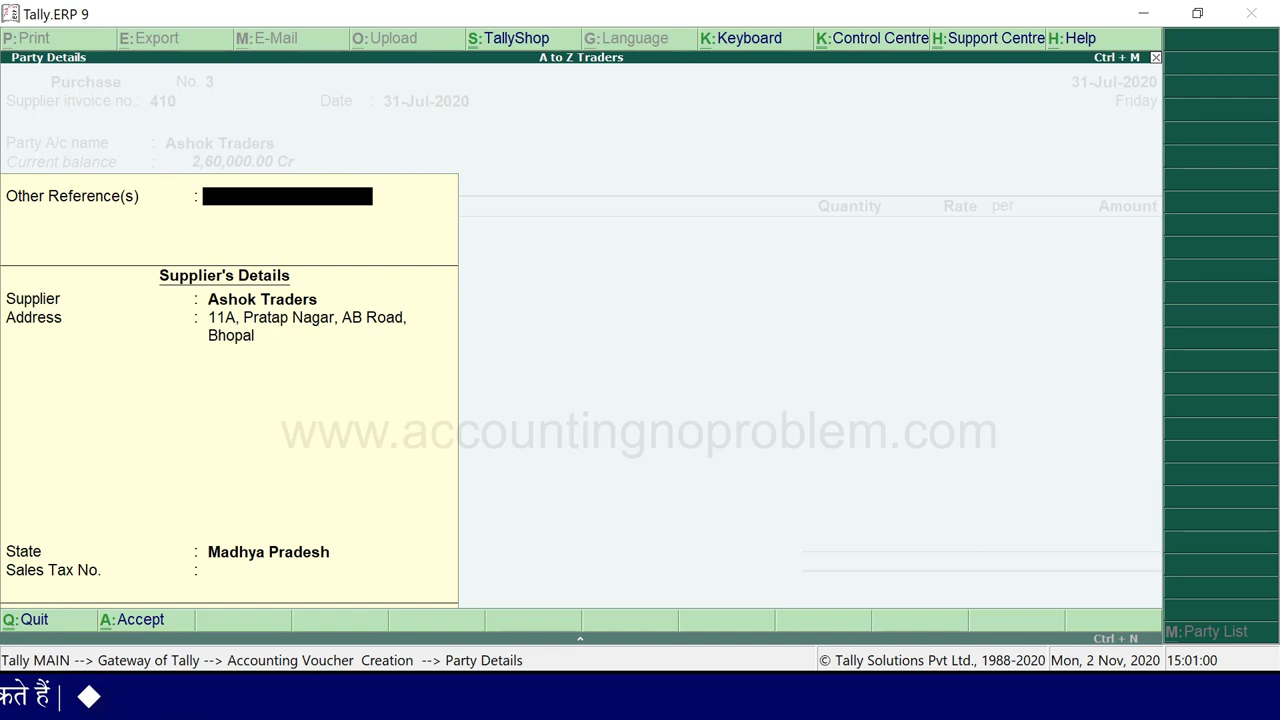 Tally.ERP 9
P:Print E:Export M:E-Mail O:Upload S:TallyShop G:Language K:Keyboard K:Control Centre H:Support Centre H:Help
Party Details A to Z Traders Ctrl + M
Purchase No. 3 31-Jul-2020
Supplier invoice no.: 410 Date : 31-Jul-2020 Friday
Party A/c name : Ashok Traders
Current balance : 2,60,000.00 Cr
Other Reference(s) :
Quantity Rate per Amount
Supplier's Details
Supplier : Ashok Traders
Address : 11A, Pratap Nagar, AB Road,
Bhopal
www.accountingnoproblem.com
State : Madhya Pradesh
Sales Tax No. :
Q:Quit A:Accept
M:Party List
Ctrl + N
Tally MAIN --> Gateway of Tally --> Accounting Voucher Creation --> Party Details © Tally Solutions Pvt Ltd., 1988-2020 Mon, 2 Nov, 2020 15:01:00
हैं |